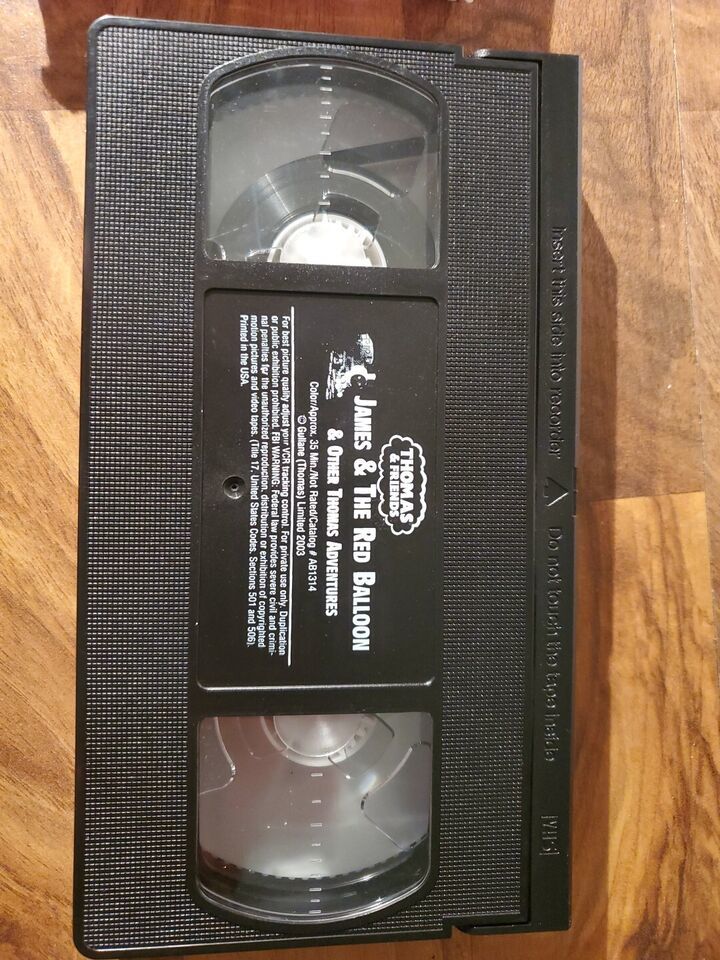 THOMAS
& FRIENDS
JAMES & THE RED BALLOON
& OTHER THOMAS ADVENTURES
Color/Approx. 35 Min./Not Rated/Catalog # AB1314
© Gullane (Thomas) Limited 2003
For best picture quality adjust your VCR tracking control. For private use only. Duplication
or public exhibition prohibited. FBI WARNING: Federal law provides severe civil and crimi-
nal penalties for the unauthorized reproduction, distribution or exhibition of copyrighted
motion pictures and video tapes. (Title 17, United States Codes, Sections 501 and 506).
Printed in the USA.
Insert this side into recorder
Do not touch the tape inside
VHS